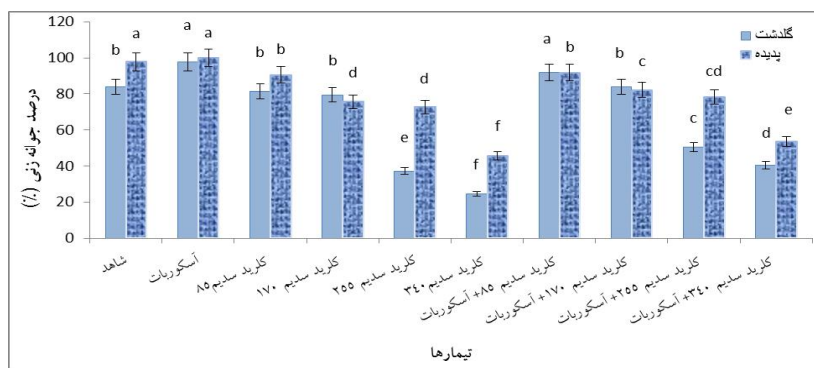 گلدشت
پدیده
درصد جوانه زنی (%)
120
100
80
60
40
20
0
b a
a a
b b
b d
e d
f f
a b
b c
c cd
d e
شاهد
آسکوربات
کلرید سدیم ۸۵
کلرید سدیم ۱۷۰
کلرید سدیم ۲۵۵
کلرید سدیم ۳٤۰
کلرید سدیم ۸۵+ آسکوربات
کلرید سدیم ۱۷۰+ آسکوربات
کلرید سدیم ۲۵۵+ آسکوربات
کلرید سدیم ۳٤۰+ آسکوربات
تیمارها